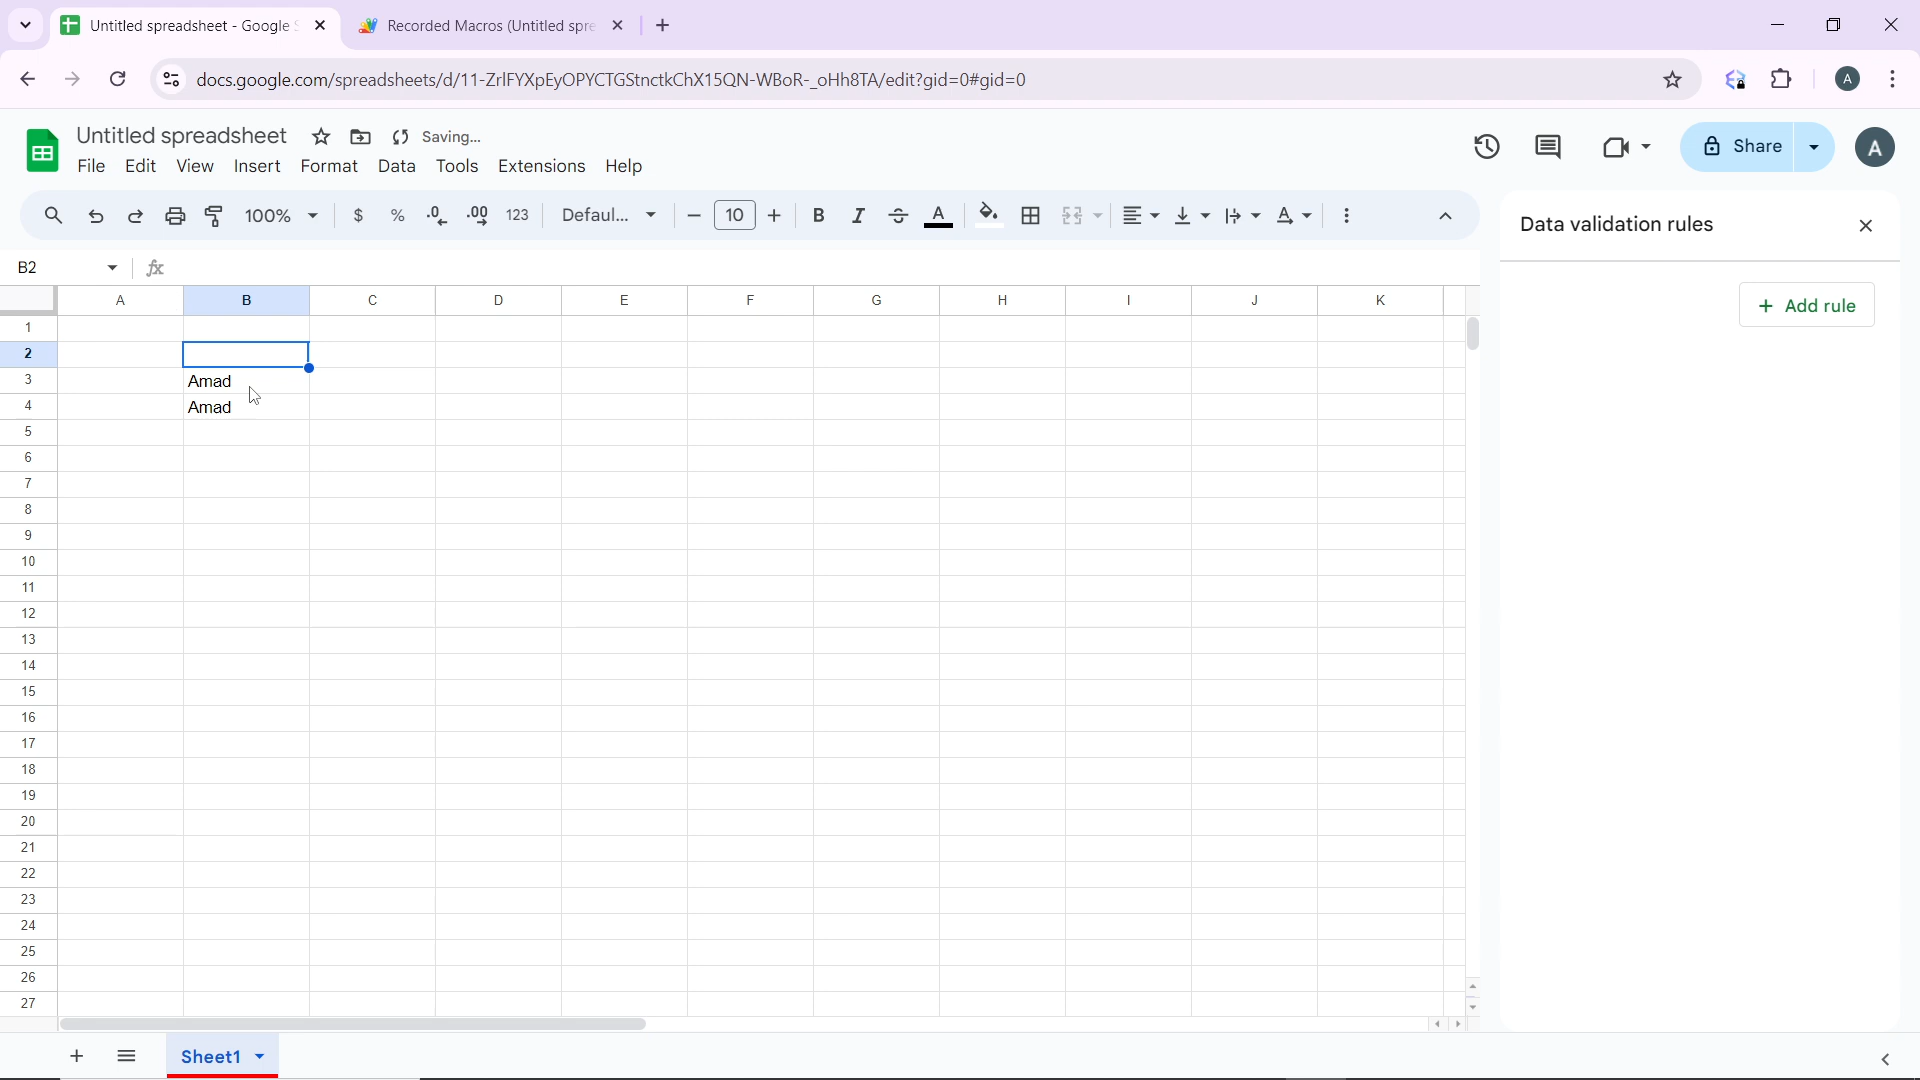 Untitled spreadsheet - Google S
Recorded Macros (Untitled spre
docs.google.com/spreadsheets/d/11-ZrlFYXpEyOPYCTGStnctkChX15QN-WBoR-_oHh8TA/edit?gid=0#gid=0
A
Untitled spreadsheet
Saving...
File Edit View Insert Format Data Tools Extensions Help
Share
A
100% $ % .0 .00 123 Defaul... 10 B I A A
Data validation rules
B2
fx
Add rule
A B C D E F G H I J K
1
2
3 Amad
4 Amad
5
6
7
8
9
10
11
12
13
14
15
16
17
18
19
20
21
22
23
24
25
26
27
Sheet1